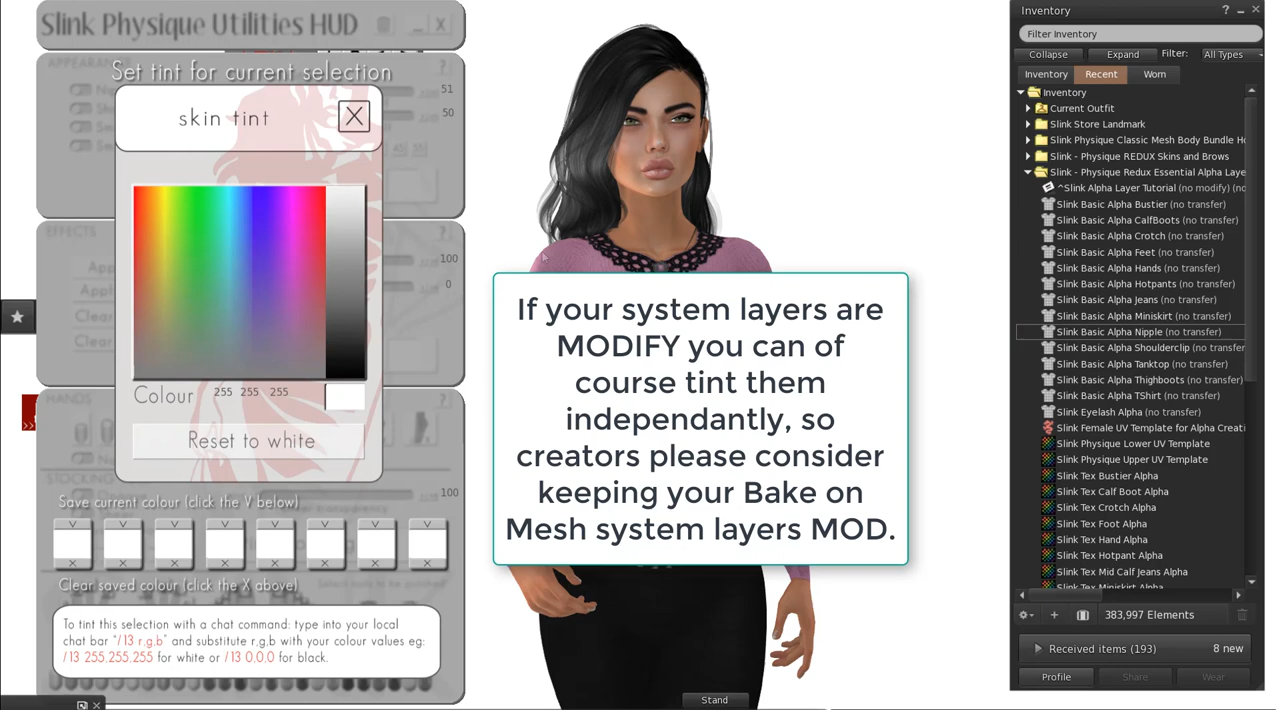 Slink Physique Utilities HUD
Set tint for current selection
51
skin tint
X
50
EFFECTS
100
0
Colour 255 255 255
HANDS
Reset to white
100
Save current colour (click the V below)
Clear saved colour (click the X above)
To tint this selection with a chat command: type into your local
chat bar "/13 r,g,b" and substitute r,g,b with your colour values eg:
/13 255,255,255 for white or /13 0,0,0 for black.
If your system layers are
MODIFY you can of
course tint them
independantly, so
creators please consider
keeping your Bake on
Mesh system layers MOD.
Stand
Inventory
Filter Inventory
Collapse Expand Filter: All Types
Inventory Recent Worn
Inventory
Current Outfit
Slink Store Landmark
Slink Physique Classic Mesh Body Bundle Ho
Slink - Physique REDUX Skins and Brows
Slink - Physique Redux Essential Alpha Laye
^Slink Alpha Layer Tutorial (no modify) (no
Slink Basic Alpha Bustier (no transfer)
Slink Basic Alpha CalfBoots (no transfer)
Slink Basic Alpha Crotch (no transfer)
Slink Basic Alpha Feet (no transfer)
Slink Basic Alpha Hands (no transfer)
Slink Basic Alpha Hotpants (no transfer)
Slink Basic Alpha Jeans (no transfer)
Slink Basic Alpha Miniskirt (no transfer)
Slink Basic Alpha Nipple (no transfer)
Slink Basic Alpha Shoulderclip (no transfer
Slink Basic Alpha Tanktop (no transfer)
Slink Basic Alpha Thighboots (no transfer)
Slink Basic Alpha TShirt (no transfer)
Slink Eyelash Alpha (no transfer)
Slink Female UV Template for Alpha Creati
Slink Physique Lower UV Template
Slink Physique Upper UV Template
Slink Tex Bustier Alpha
Slink Tex Calf Boot Alpha
Slink Tex Crotch Alpha
Slink Tex Foot Alpha
Slink Tex Hand Alpha
Slink Tex Hotpant Alpha
Slink Tex Mid Calf Jeans Alpha
Slink Tex Miniskirt Alpha
383,997 Elements
Received items (193) 8 new
Profile Share Wear